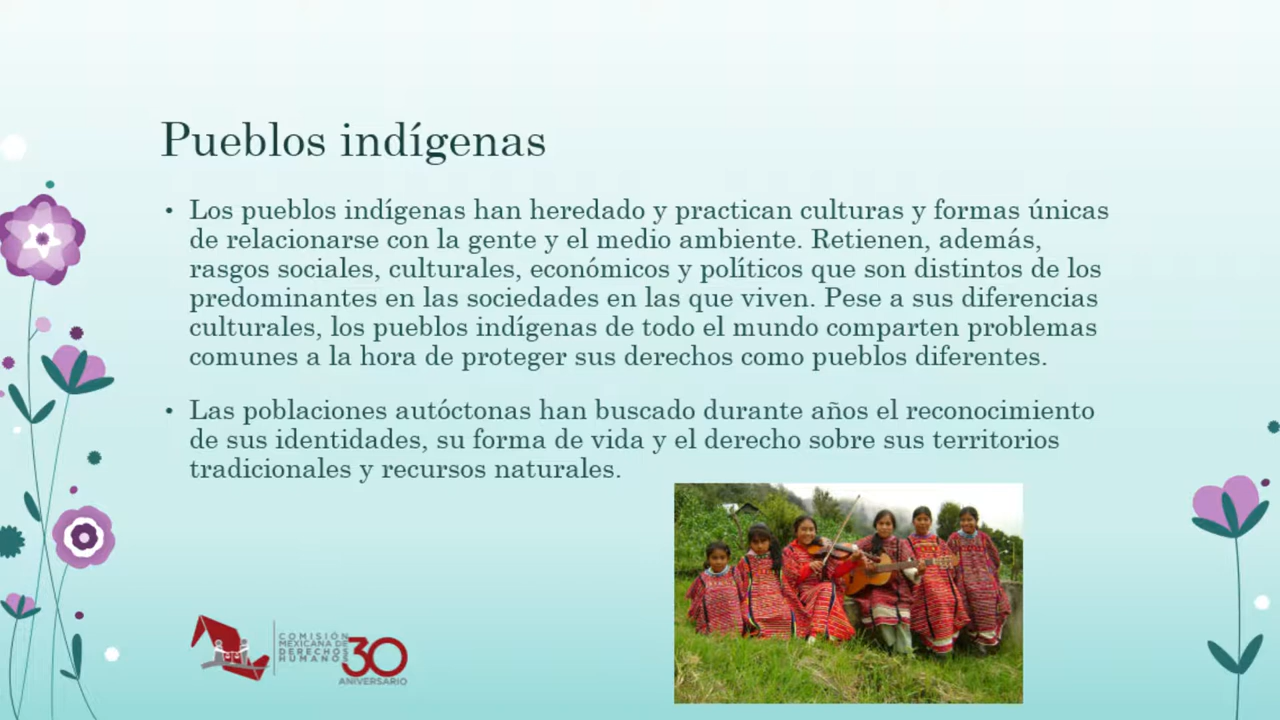 Pueblos indígenas
• Los pueblos indígenas han heredado y practican culturas y formas únicas
de relacionarse con la gente y el medio ambiente. Retienen, además,
rasgos sociales, culturales, económicos y políticos que son distintos de los
predominantes en las sociedades en las que viven. Pese a sus diferencias
culturales, los pueblos indígenas de todo el mundo comparten problemas
comunes a la hora de proteger sus derechos como pueblos diferentes.
• Las poblaciones autóctonas han buscado durante años el reconocimiento
de sus identidades, su forma de vida y el derecho sobre sus territorios
tradicionales y recursos naturales.
COMISIÓN
MEXICANA DE
DERECHOS
HUMANOS
30
ANIVERSARIO